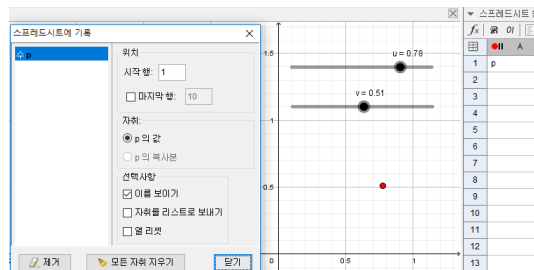 스프레드시트에 기록
수 p
위치
시작 행: 1
마지막 행: 10
자취:
p 의 값
p 의 복사본
선택사항
이름 보이기
자취를 리스트로 보내기
열 리셋
제거
모든 자취 지우기
닫기
1.5
u = 0.78
v = 0.51
1
0.5
0
0.5
1
스프레드시트
fx 굵 이
A
1 p
2
3
4
5
6
7
8
9
10
11
12
13